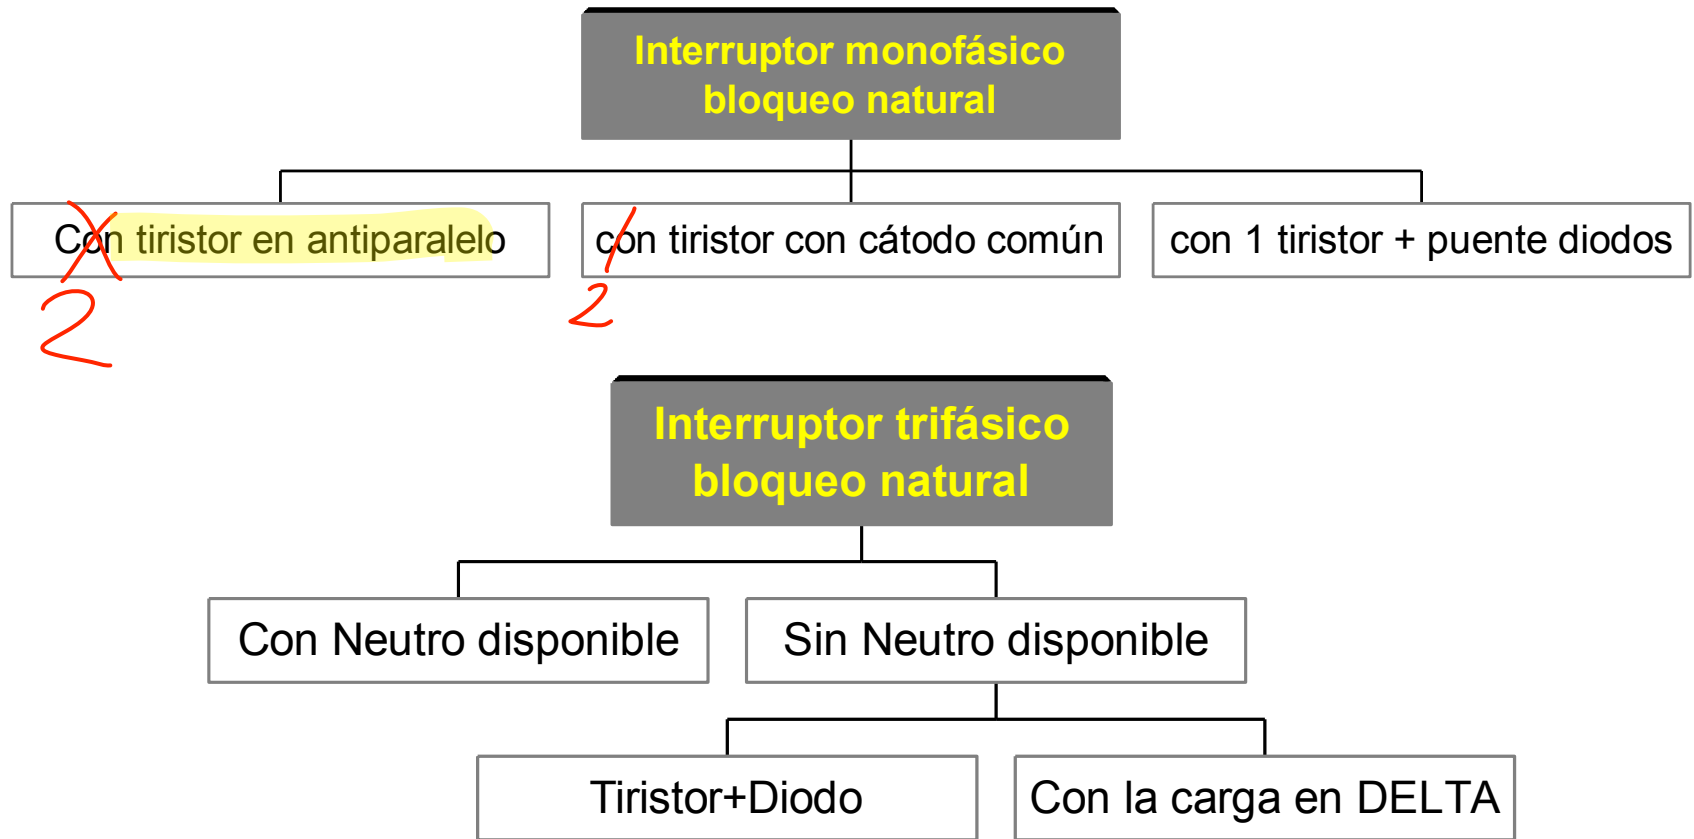 Interruptor monofásico
bloqueo natural
Con tiristor en antiparalelo
con tiristor con cátodo común
con 1 tiristor + puente diodos
2
2
Interruptor trifásico
bloqueo natural
Con Neutro disponible
Sin Neutro disponible
Tiristor+Diodo
Con la carga en DELTA